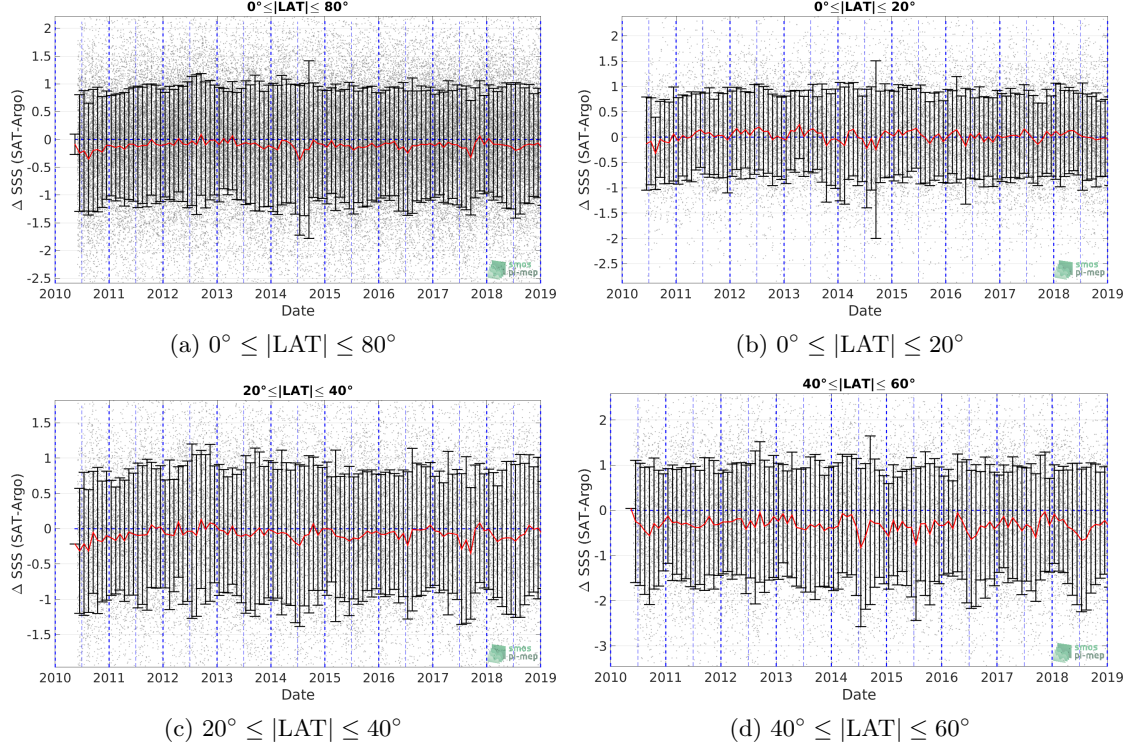 0°≤|LAT|≤ 80°
Δ SSS (SAT-Argo)
2
1.5
1
0.5
0
-0.5
-1
-1.5
-2
-2.5
2010 2011 2012 2013 2014 2015 2016 2017 2018 2019
Date
smos
pi-mep
(a) 0° ≤ |LAT| ≤ 80°
0°≤|LAT|≤ 20°
Δ SSS (SAT-Argo)
2
1.5
1
0.5
0
-0.5
-1
-1.5
-2
-2.5
2010 2011 2012 2013 2014 2015 2016 2017 2018 2019
Date
smos
pi-mep
(b) 0° ≤ |LAT| ≤ 20°
20°≤|LAT|≤ 40°
Δ SSS (SAT-Argo)
1.5
1
0.5
0
-0.5
-1
-1.5
2010 2011 2012 2013 2014 2015 2016 2017 2018 2019
Date
smos
pi-mep
(c) 20° ≤ |LAT| ≤ 40°
40°≤|LAT|≤ 60°
Δ SSS (SAT-Argo)
2
1
0
-1
-2
-3
2010 2011 2012 2013 2014 2015 2016 2017 2018 2019
Date
smos
pi-mep
(d) 40° ≤ |LAT| ≤ 60°